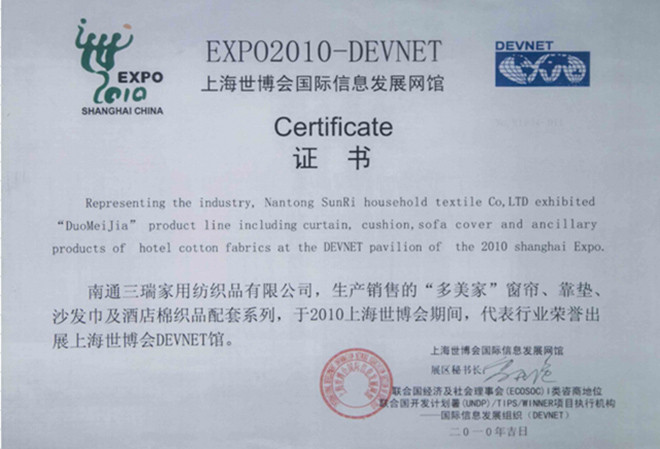 EXPO
2010
SHANGHAI CHINA
EXPO2010-DEVNET
上海世博会国际信息发展网馆
DEVNET
Certificate
证 书
Representing the industry, Nantong SunRi household textile Co,LTD exhibited
“DuoMeiJia” product line including curtain, cushion,sofa cover and ancillary
products of hotel cotton fabrics at the DEVNET pavilion of the 2010 shanghai Expo.
南通三瑞家用纺织品有限公司，生产销售的“多美家”窗帘、靠垫、
沙发巾及酒店棉织品配套系列，于2010上海世博会期间，代表行业荣誉出
展上海世博会DEVNET馆。
上海世博会国际信息发展网馆
展区秘书长
联合国经济及社会理事会(ECOSOC)I类咨商地位
联合国开发计划署(UNDP)/TIPS/WINNER项目执行机构
——国际信息发展组织（DEVNET）
二〇一〇年吉日